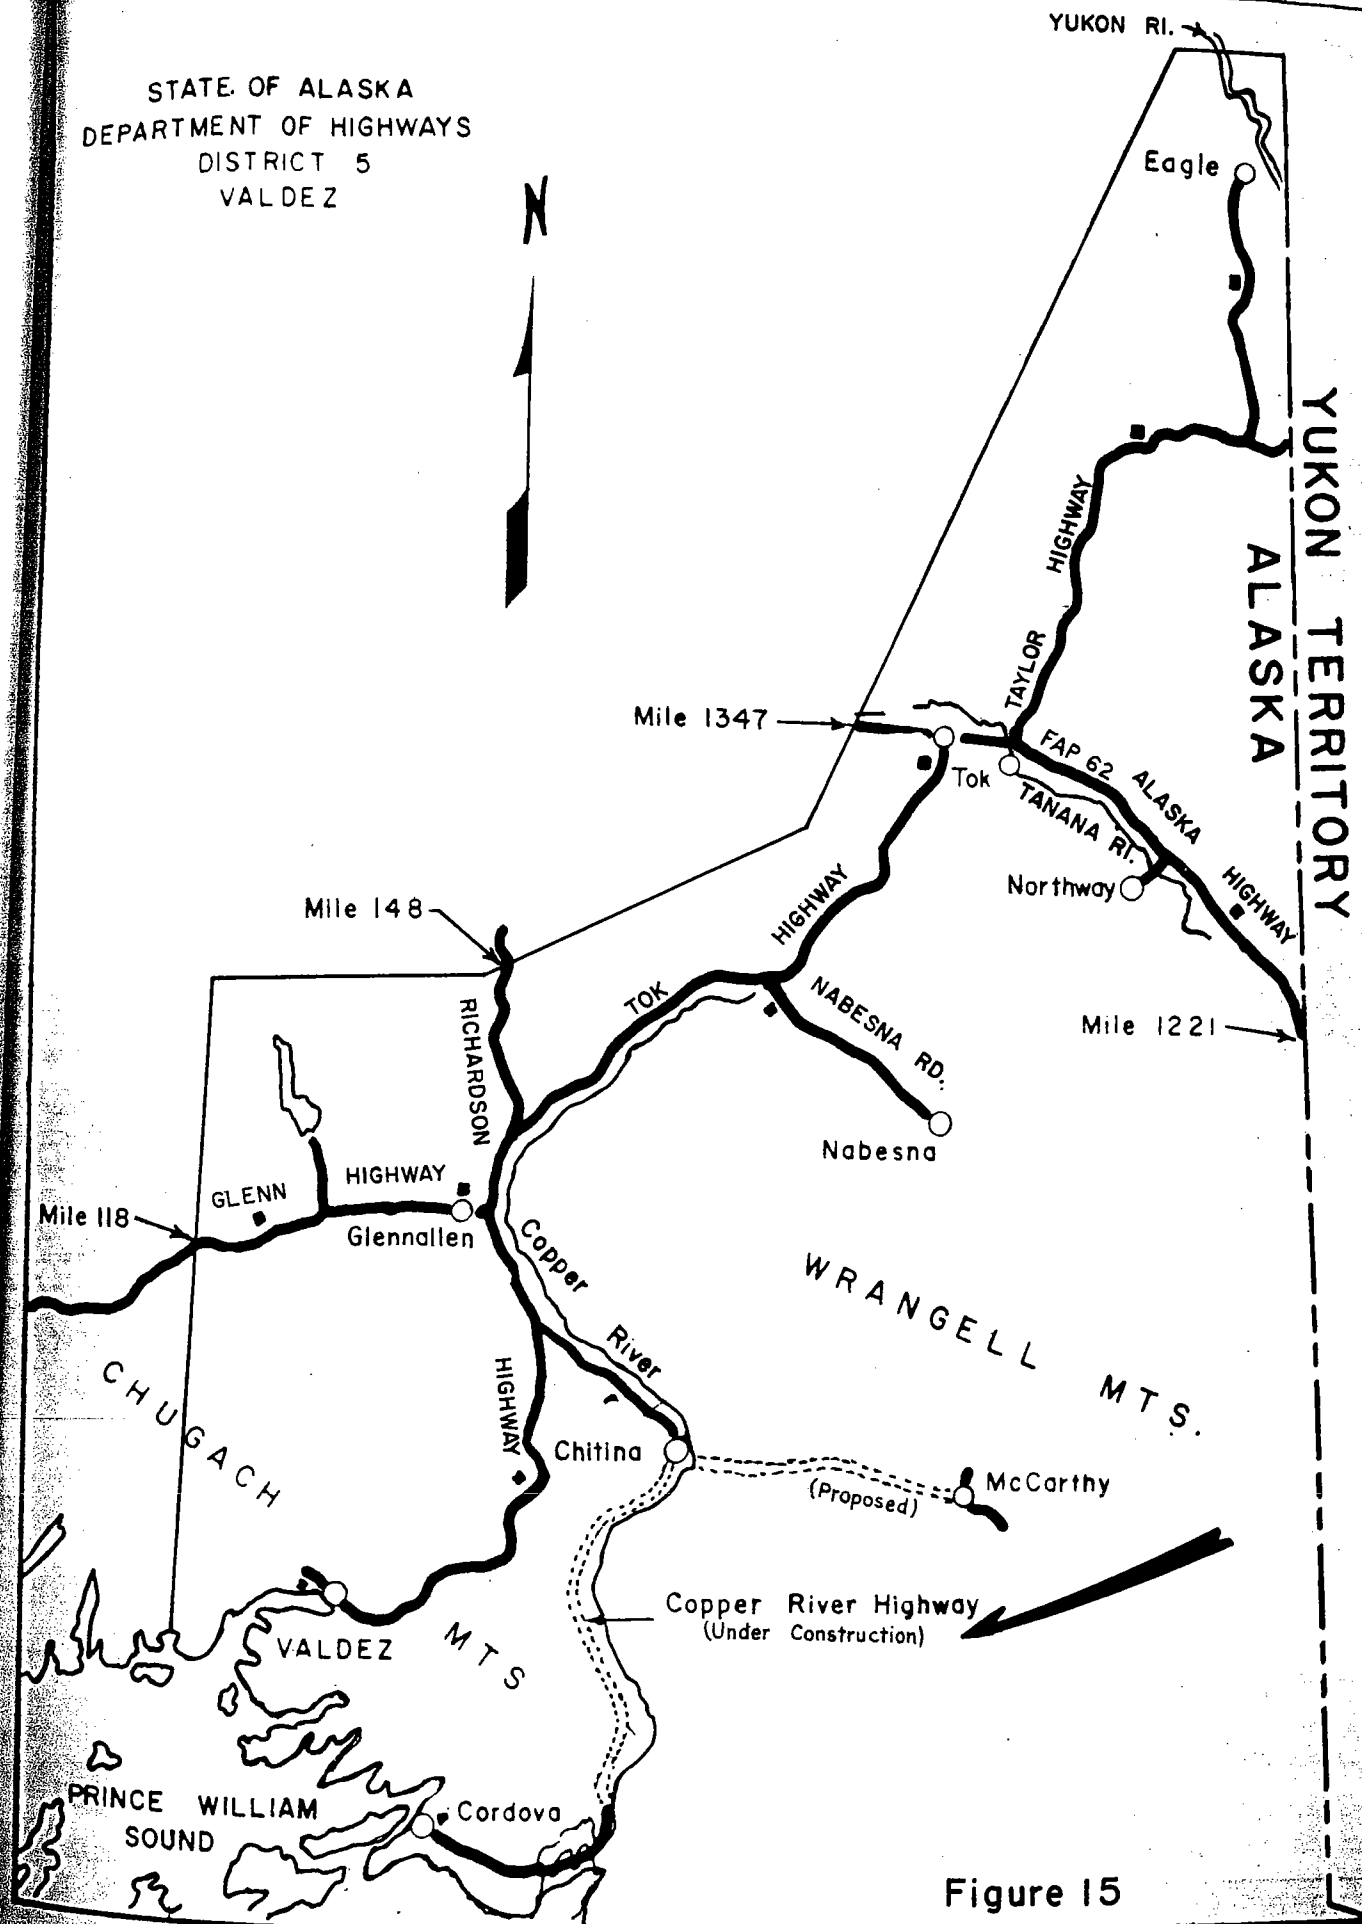 YUKON RI.
STATE OF ALASKA
DEPARTMENT OF HIGHWAYS
DISTRICT 5
VALDEZ
N
Eagle
YUKON TERRITORY
ALASKA
TAYLOR HIGHWAY
Mile 1347
Tok
FAP 62 ALASKA HIGHWAY
TANANA RI.
Northway
Mile 148
TOK HIGHWAY
NABESNA RD.
Mile 1221
RICHARDSON HIGHWAY
Nabesna
GLENN HIGHWAY
Mile 118
Glennallen
Copper River
WRANGELL MTS.
CHUGACH MTS
Chitina
McCarthy
(Proposed)
Copper River Highway
(Under Construction)
VALDEZ
PRINCE WILLIAM
SOUND
Cordova
Figure 15